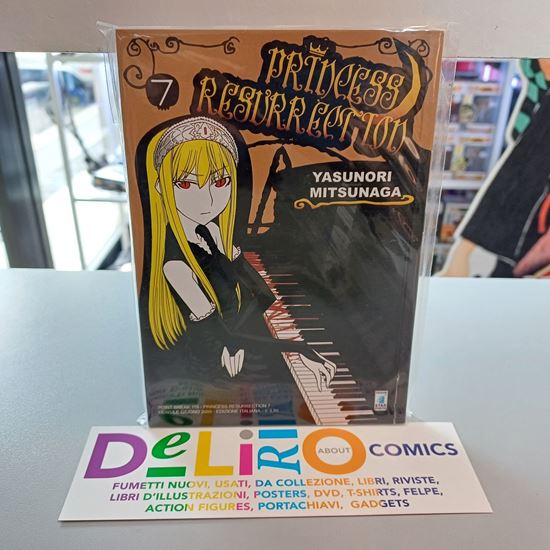 7
PRINCESS
RESURRECTION
YASUNORI
MITSUNAGA
STAR
DELIRIO
ABOUT
COMICS
FUMETTI NUOVI, USATI, DA COLLEZIONE, LIBRI, RIVISTE,
LIBRI D'ILLUSTRAZIONI, POSTERS, DVD, T-SHIRTS, FELPE,
ACTION FIGURES, PORTACHIAVI, GADGETS